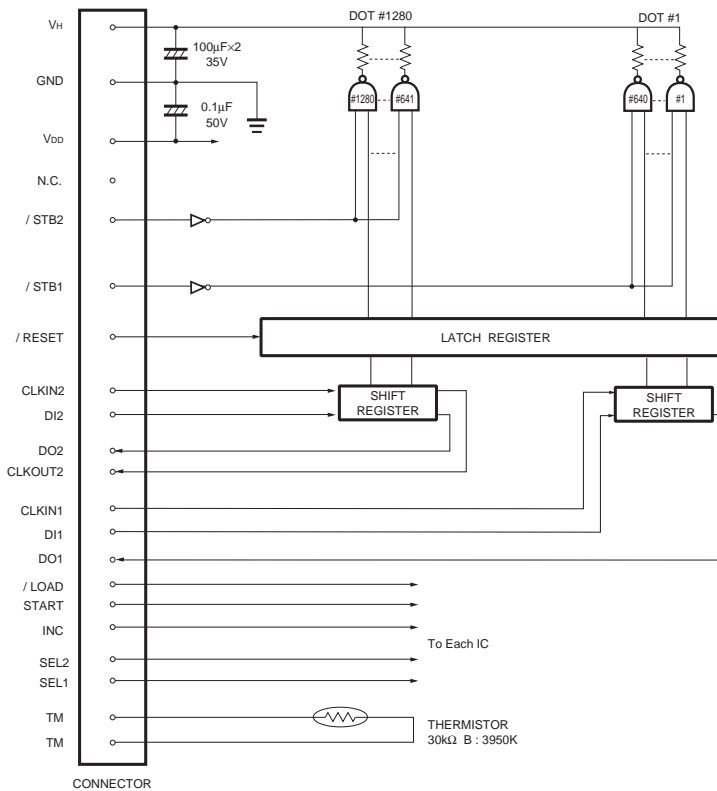 DOT #1280
DOT #1
VH
100μF×2
35V
GND
#1280
#641
#640
#1
0.1μF
50V
VDD
N.C.
/ STB2
/ STB1
/ RESET
LATCH REGISTER
CLKIN2
SHIFT
REGISTER
SHIFT
REGISTER
DI2
DO2
CLKOUT2
CLKIN1
DI1
DO1
/ LOAD
START
INC
To Each IC
SEL2
SEL1
TM
THERMISTOR
30kΩ B : 3950K
TM
CONNECTOR